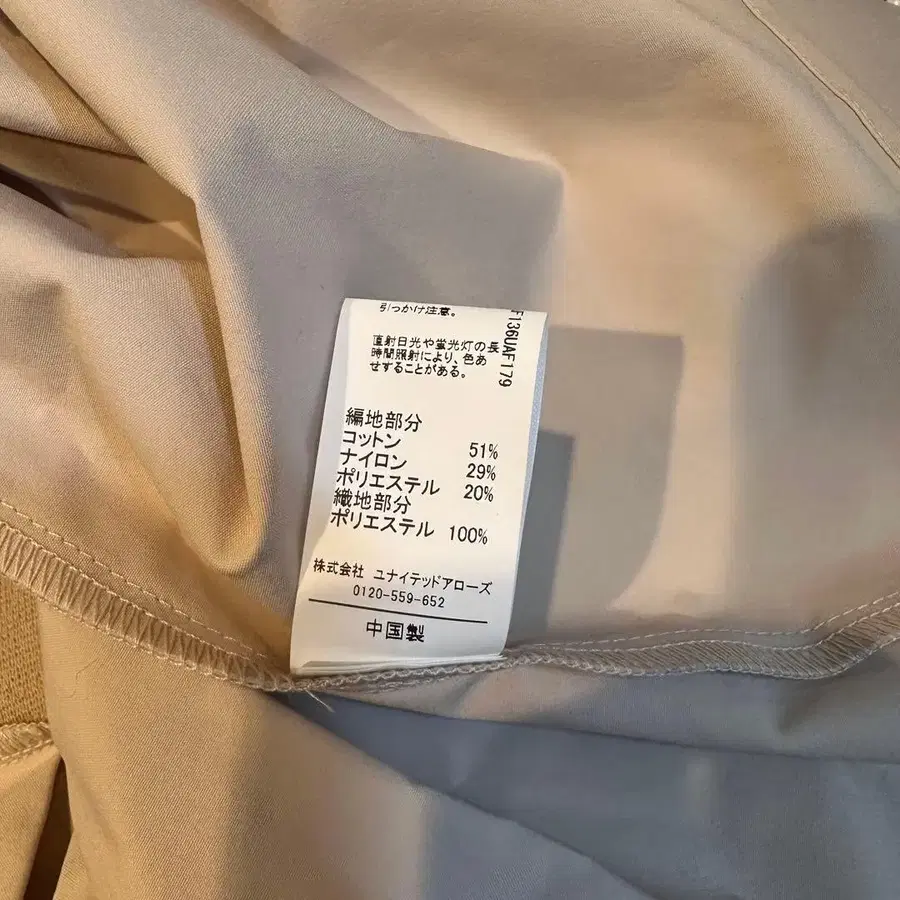 引っかけ注意。
直射日光や蛍光灯の長
時間照射により、色あ
せすることがある。
F136UAF179
編地部分
コットン 51%
ナイロン 29%
ポリエステル 20%
織地部分
ポリエステル 100%
株式会社 ユナイテッドアローズ
0120-559-652
中国製